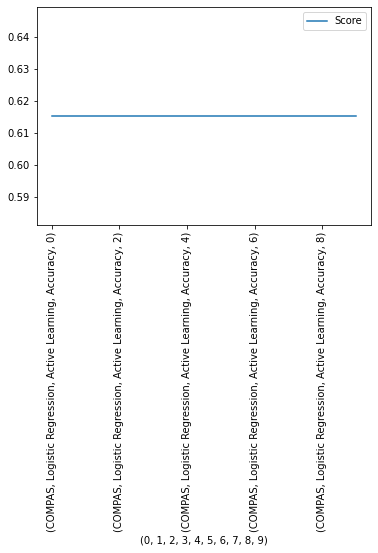 Score
0.64
0.63
0.62
0.61
0.60
0.59
(COMPAS, Logistic Regression, Active Learning, Accuracy, 0)
(COMPAS, Logistic Regression, Active Learning, Accuracy, 2)
(COMPAS, Logistic Regression, Active Learning, Accuracy, 4)
(COMPAS, Logistic Regression, Active Learning, Accuracy, 6)
(COMPAS, Logistic Regression, Active Learning, Accuracy, 8)
(0, 1, 2, 3, 4, 5, 6, 7, 8, 9)